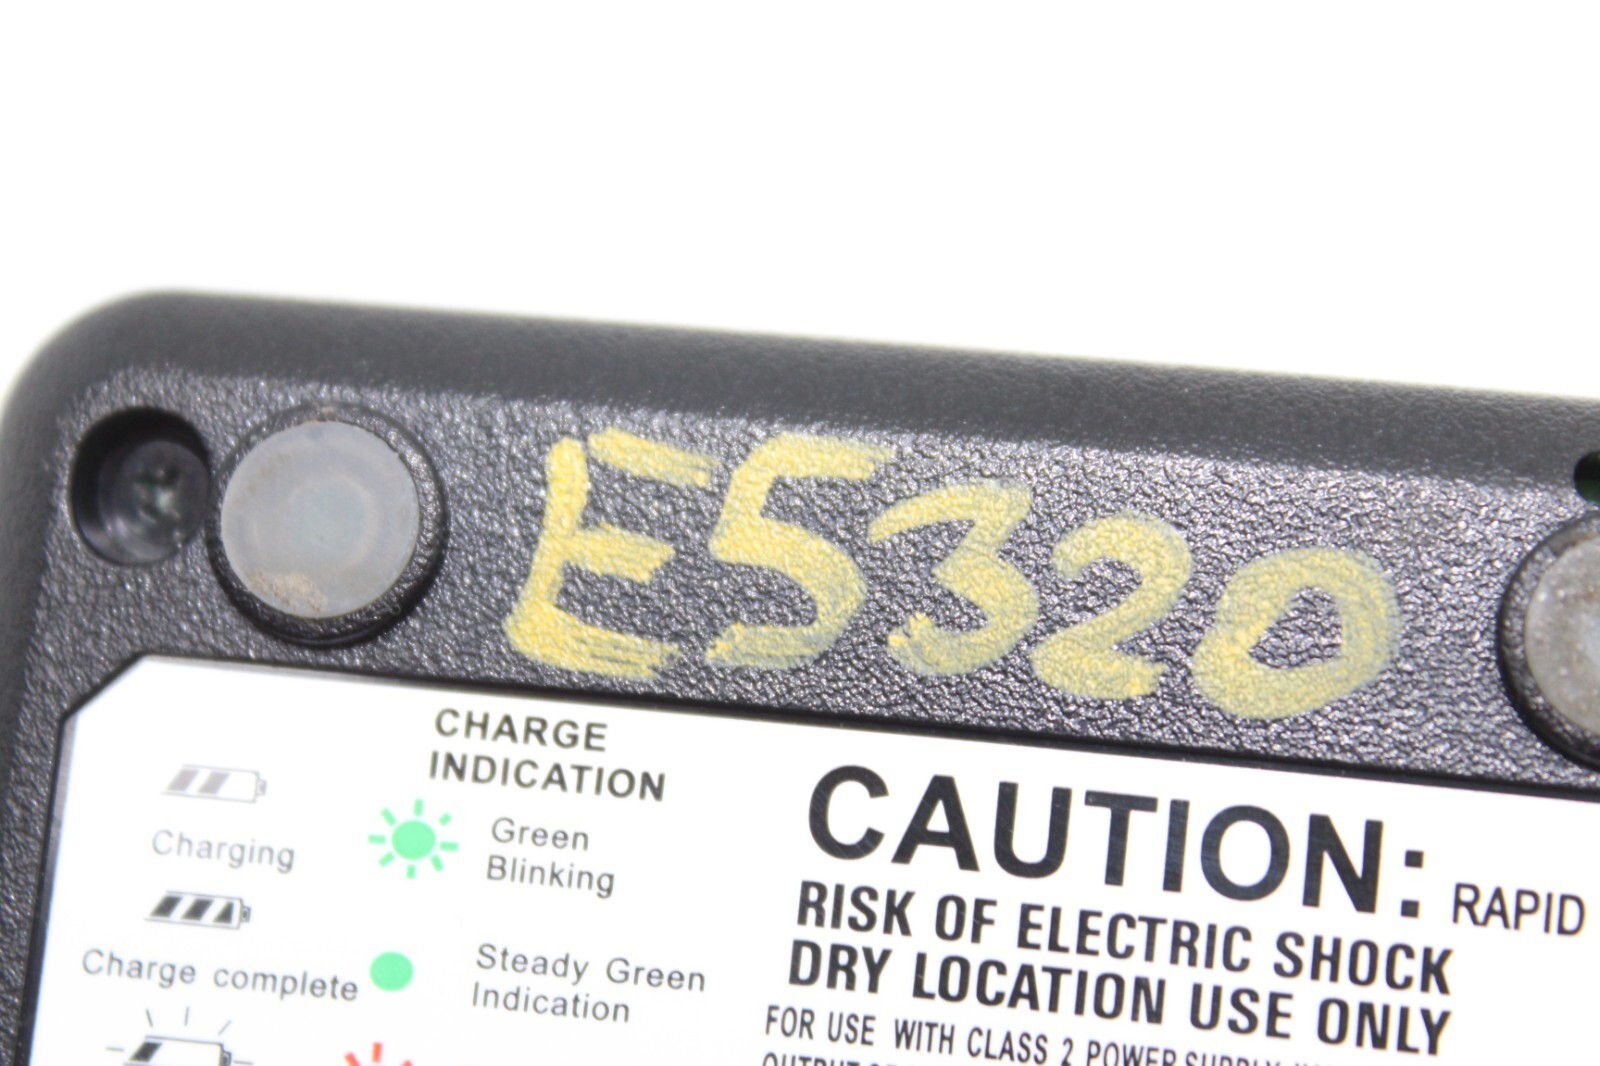 E5320
CHARGE
INDICATION
Charging
Green
Blinking
Charge complete
Steady Green
Indication
CAUTION: RAPID
RISK OF ELECTRIC SHOCK
DRY LOCATION USE ONLY
FOR USE WITH CLASS 2 POWER SUPPLY
OUTPUT